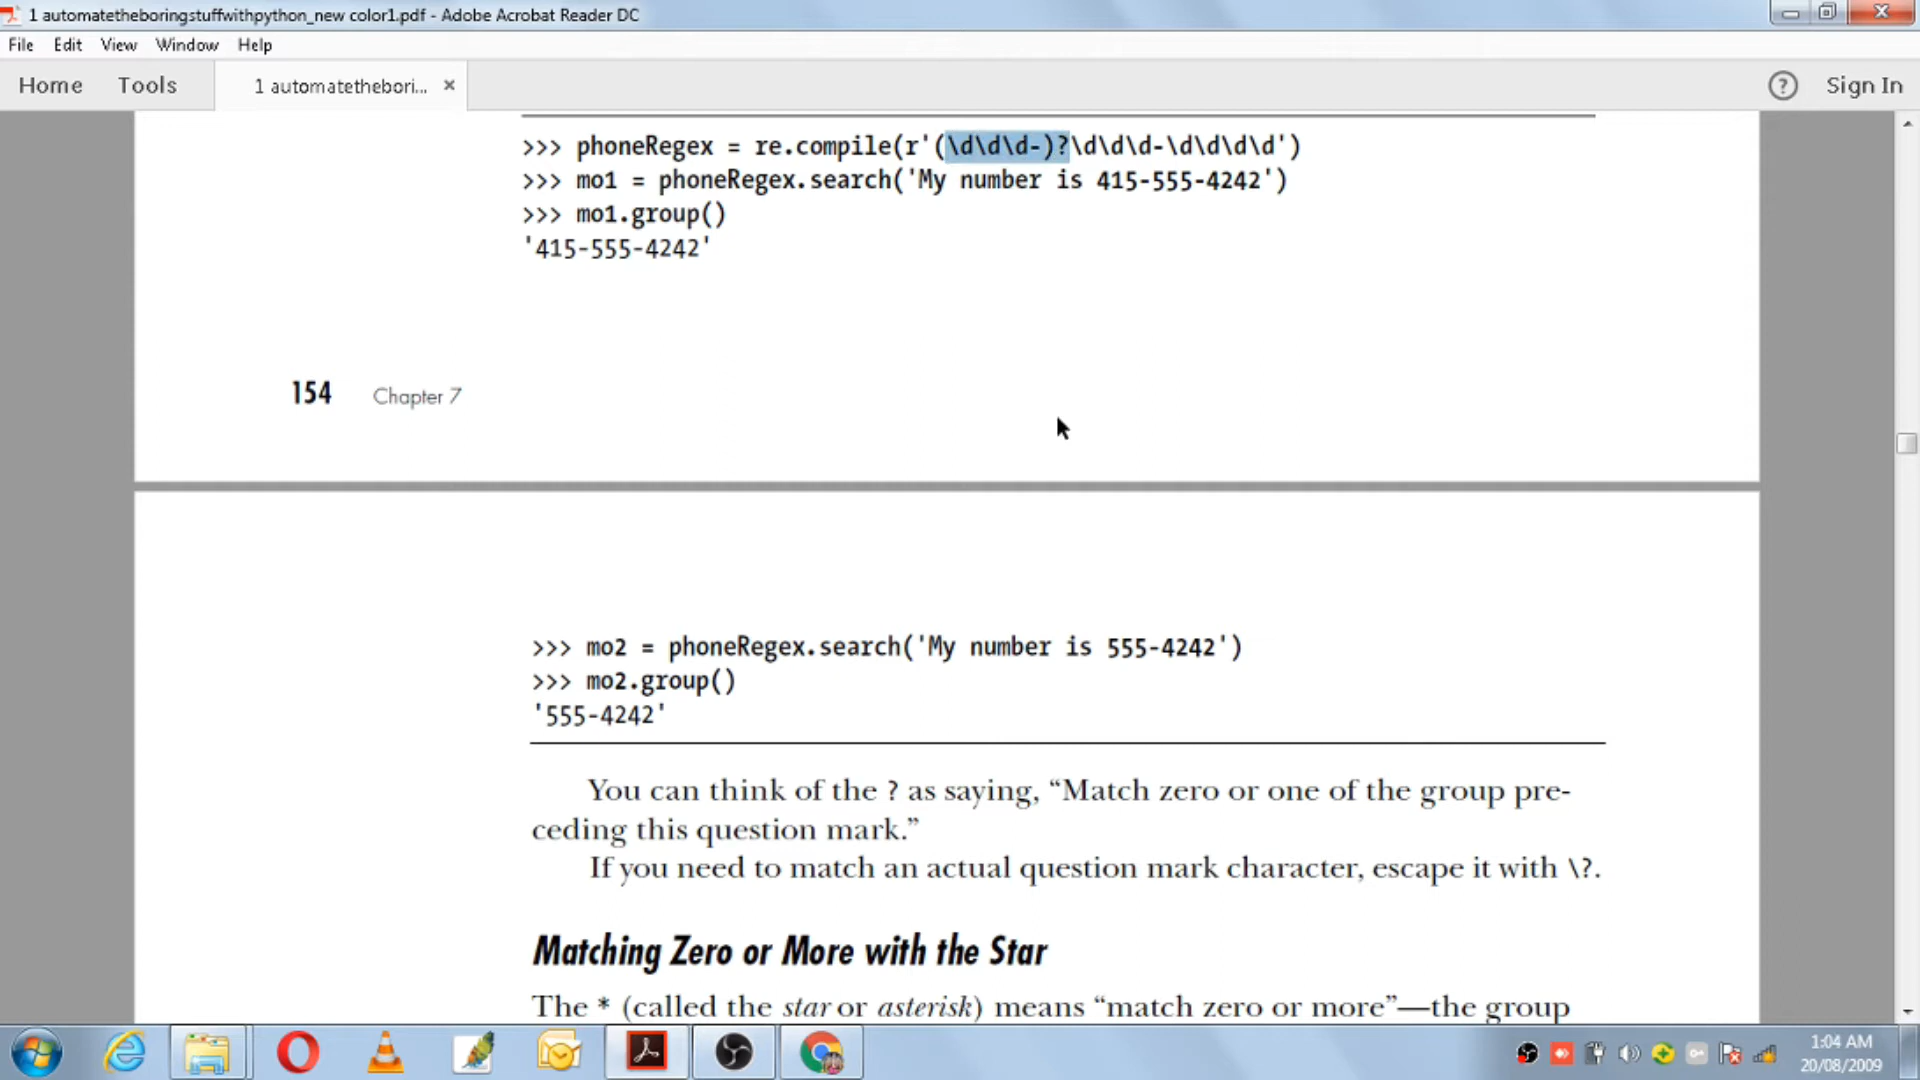 1 automatetheboringstuffwithpython_new color1.pdf - Adobe Acrobat Reader DC
File Edit View Window Help
Home Tools 1 automatethebori... × ? Sign In
>>> phoneRegex = re.compile(r'(\d\d\d-)?\d\d\d-\d\d\d\d')
>>> mo1 = phoneRegex.search('My number is 415-555-4242')
>>> mo1.group()
'415-555-4242'
154 Chapter 7
>>> mo2 = phoneRegex.search('My number is 555-4242')
>>> mo2.group()
'555-4242'
You can think of the ? as saying, “Match zero or one of the group pre-
ceding this question mark.”
If you need to match an actual question mark character, escape it with \?.
Matching Zero or More with the Star
The * (called the star or asterisk) means “match zero or more”—the group
1:04 AM
20/08/2009